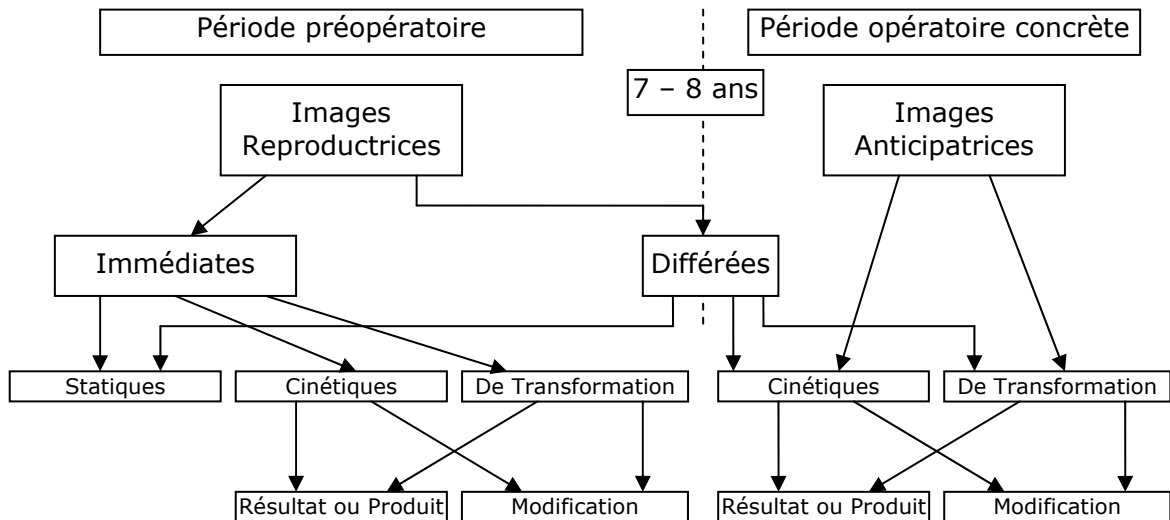 Période préopératoire
Période opératoire concrète
7 – 8 ans
Images
Reproductrices
Images
Anticipatrices
Immédiates
Différées
Statiques
Cinétiques
De Transformation
Cinétiques
De Transformation
Résultat ou Produit
Modification
Résultat ou Produit
Modification